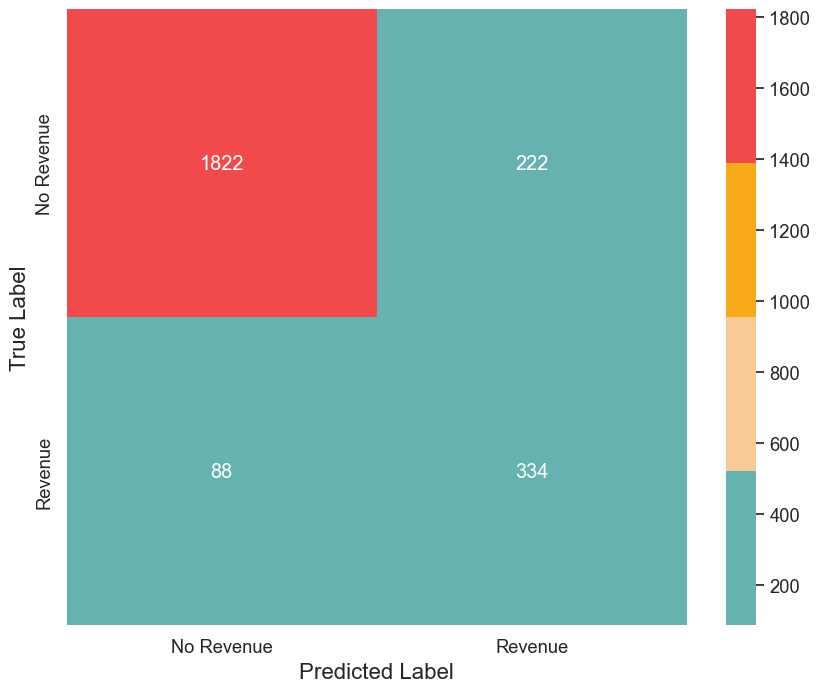 True Label
No Revenue
Revenue
1822
222
88
334
No Revenue
Revenue
Predicted Label
1800
1600
1400
1200
1000
800
600
400
200